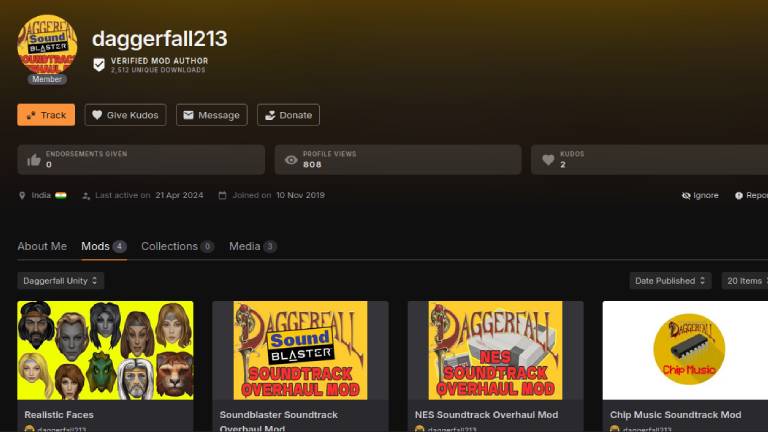 DAGGERFALL
Sound
BLASTER
SOUNDTRACK
OVERHAUL MOD
Member
daggerfall213
VERIFIED MOD AUTHOR
2,512 UNIQUE DOWNLOADS
Track
Give Kudos
Message
Donate
ENDORSEMENTS GIVEN
0
PROFILE VIEWS
808
KUDOS
2
India
Last active on 21 Apr 2024
Joined on 10 Nov 2019
Ignore
Repor
About Me
Mods 4
Collections 0
Media 3
Daggerfall Unity
Date Published
20 Items
DAGGERFALL
Sound
BLASTER
SOUNDTRACK
OVERHAUL MOD
DAGGERFALL
NES
SOUNDTRACK
OVERHAUL MOD
DAGGERFALL
Chip Music
Realistic Faces
daggerfall213
Soundblaster Soundtrack
Overhaul Mod
NES Soundtrack Overhaul Mod
daggerfall213
Chip Music Soundtrack Mod
daggerfall213